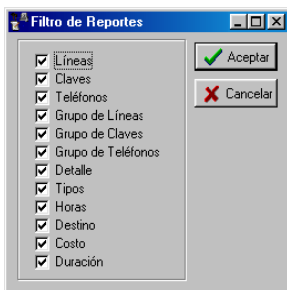 Filtro de Reportes
Líneas
Claves
Teléfonos
Grupo de Líneas
Grupo de Claves
Grupo de Teléfonos
Detalle
Tipos
Horas
Destino
Costo
Duración
Aceptar
Cancelar